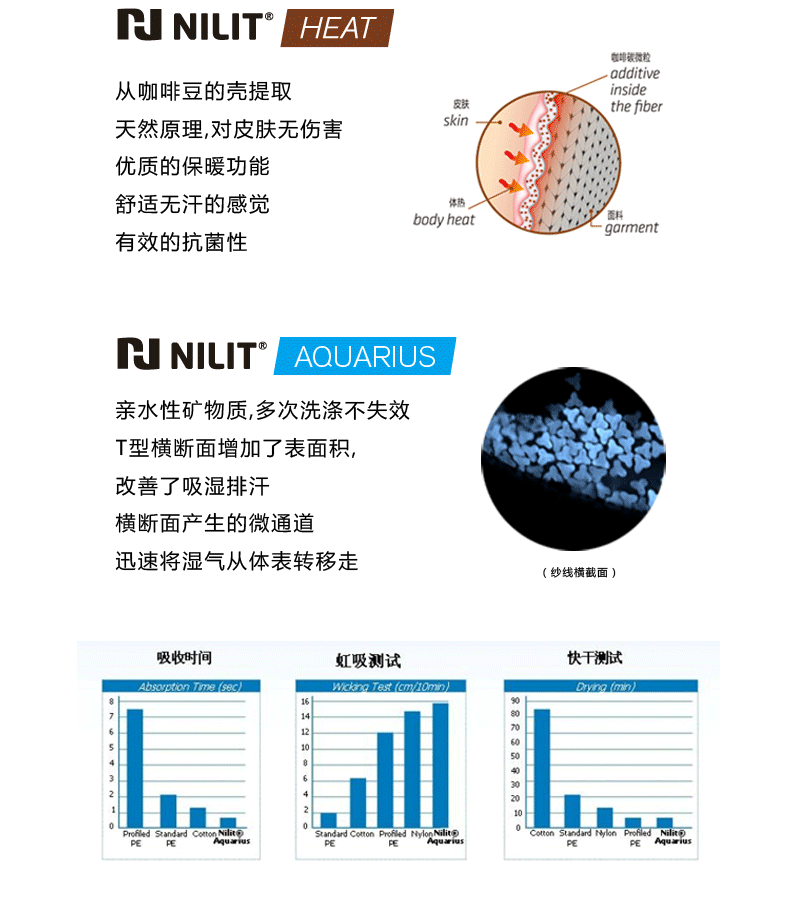 NILIT® HEAT
从咖啡豆的壳提取
天然原理,对皮肤无伤害
优质的保暖功能
舒适无汗的感觉
有效的抗菌性
咖啡碳微粒
additive
inside
the fiber
皮肤
skin
体热
body heat
面料
garment
NILIT® AQUARIUS
亲水性矿物质,多次洗涤不失效
T型横断面增加了表面积,
改善了吸湿排汗
横断面产生的微通道
迅速将湿气从体表转移走
(纱线横截面)
吸收时间
Absorption Time (sec)
8
7
6
5
4
3
2
1
0
Profiled PE
Standard PE
Cotton
Nilit® Aquarius
虹吸测试
Wicking Test (cm/10min)
16
14
12
10
8
6
4
2
0
Standard PE
Cotton
Profiled PE
Nylon
Nilit® Aquarius
快干测试
Drying (min)
90
80
70
60
50
40
30
20
10
0
Cotton
Standard PE
Nylon
Profiled PE
Nilit® Aquarius